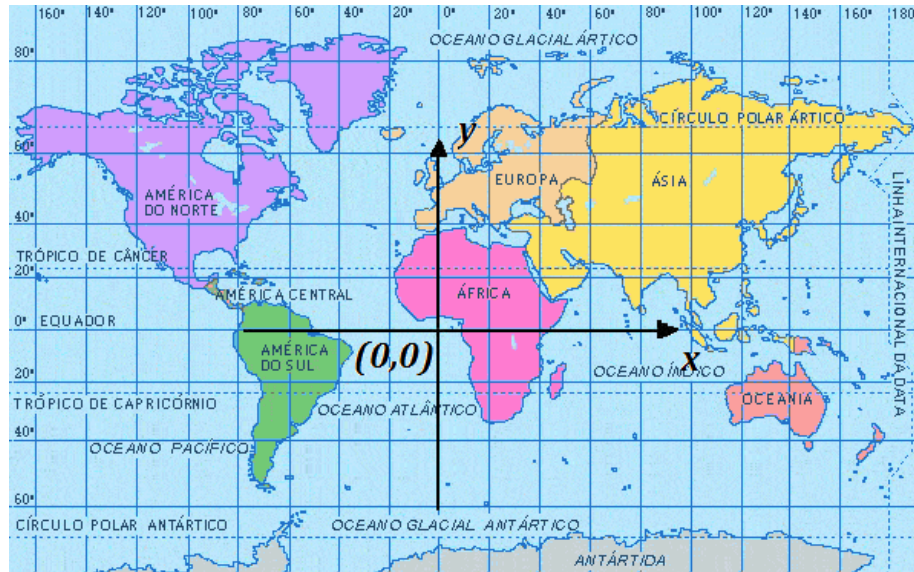 160° 140° 120° 100° 80° 60° 40° 20° 0° 20° 40° 60° 80° 100° 120° 140° 160° 180
80°
OCEANO GLACIAL ÁRTICO
CÍRCULO POLAR ÁRTICO
y
60°
EUROPA
ÁSIA
AMÉRICA
DO NORTE
LINHA INTERNACIONAL DA DATA
40°
TRÓPICO DE CÂNCER
20°
AMÉRICA CENTRAL
ÁFRICA
0° EQUADOR
AMÉRICA
DO SUL
(0,0)
x
OCEANO ÍNDICO
20°
TRÓPICO DE CAPRICÓRNIO
OCEANO ATLÂNTICO
OCEANIA
40°
OCEANO PACÍFICO
60°
CÍRCULO POLAR ANTÁRTICO
OCEANO GLACIAL ANTÁRTICO
ANTÁRTIDA